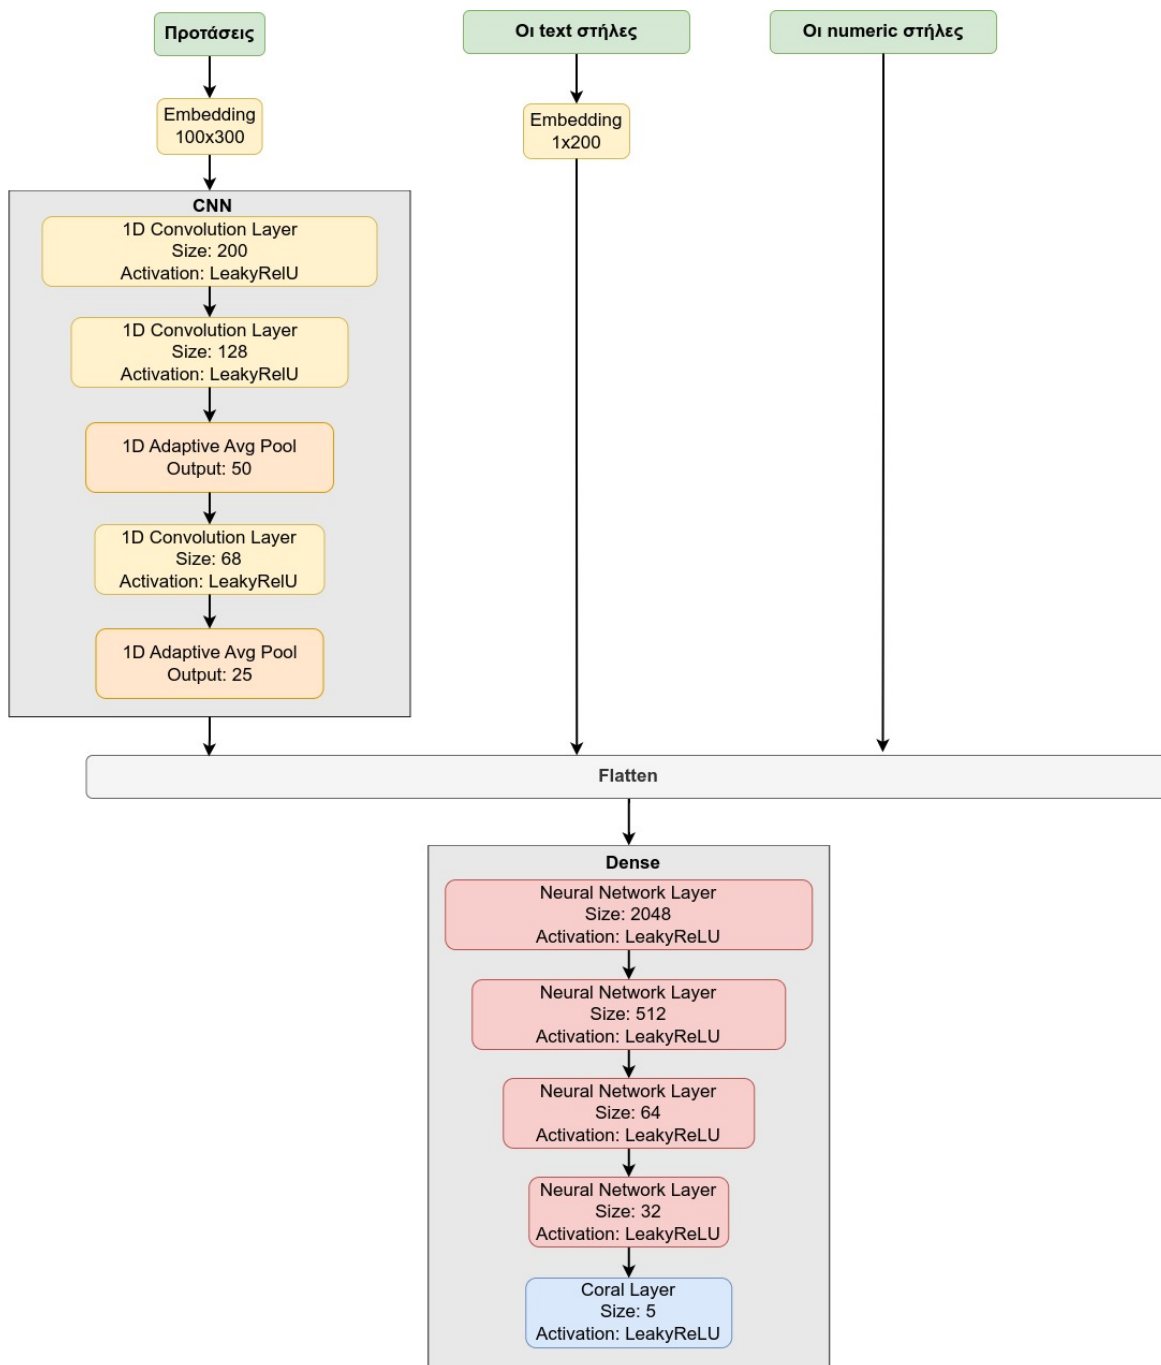 Προτάσεις
Οι text στήλες
Οι numeric στήλες
Embedding
100x300
Embedding
1x200
CNN
1D Convolution Layer
Size: 200
Activation: LeakyRelU
1D Convolution Layer
Size: 128
Activation: LeakyRelU
1D Adaptive Avg Pool
Output: 50
1D Convolution Layer
Size: 68
Activation: LeakyRelU
1D Adaptive Avg Pool
Output: 25
Flatten
Dense
Neural Network Layer
Size: 2048
Activation: LeakyReLU
Neural Network Layer
Size: 512
Activation: LeakyReLU
Neural Network Layer
Size: 64
Activation: LeakyReLU
Neural Network Layer
Size: 32
Activation: LeakyReLU
Coral Layer
Size: 5
Activation: LeakyReLU